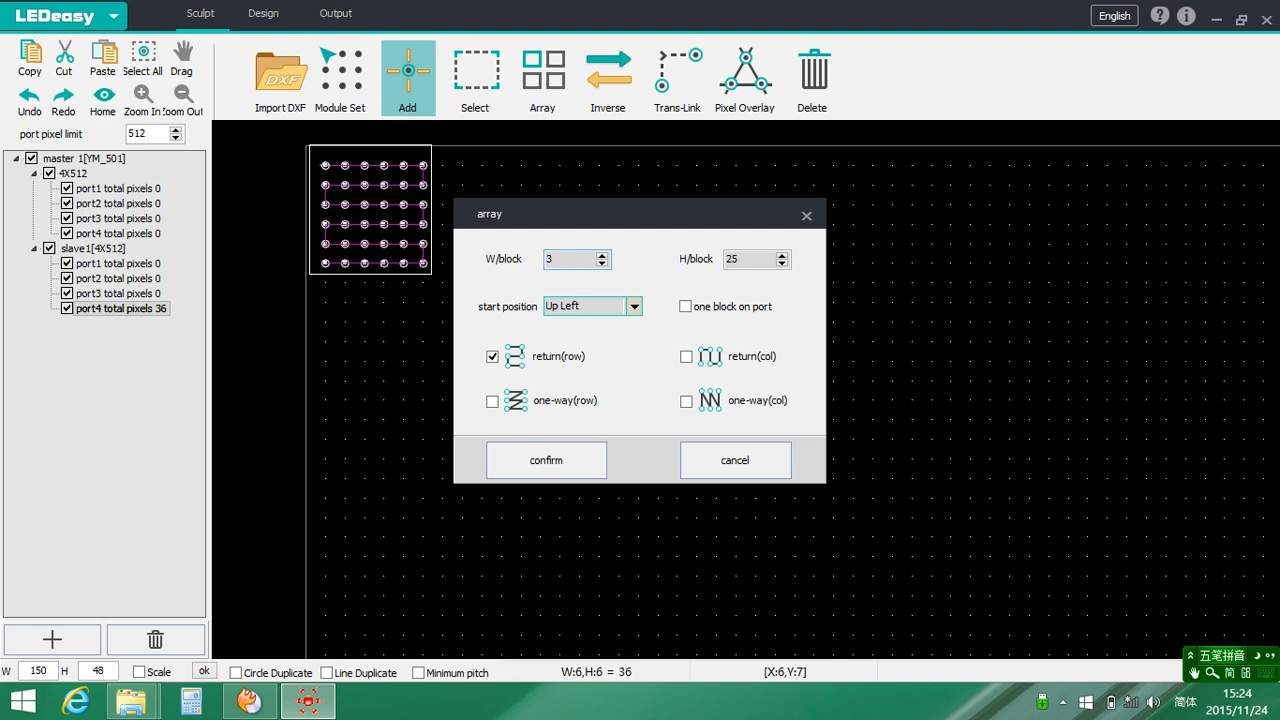 LEDeasy
Sculpt
Design
Output
English
Copy
Cut
Paste
Select All
Drag
Undo
Redo
Home
Zoom In
Zoom Out
DXF
Import DXF
Module Set
Add
Select
Array
Inverse
Trans-Link
Pixel Overlay
Delete
port pixel limit
512
master 1[YM_501]
4X512
port1 total pixels 0
port2 total pixels 0
port3 total pixels 0
port4 total pixels 0
slave1[4X512]
port1 total pixels 0
port2 total pixels 0
port3 total pixels 0
port4 total pixels 36
array
W/block
3
H/block
25
start position
Up Left
one block on port
return(row)
return(col)
one-way(row)
one-way(col)
confirm
cancel
W
150
H
48
Scale
ok
Circle Duplicate
Line Duplicate
Minimum pitch
W:6,H:6 = 36
[X:6,Y:7]
五笔拼音
简
简体
15:24
2015/11/24